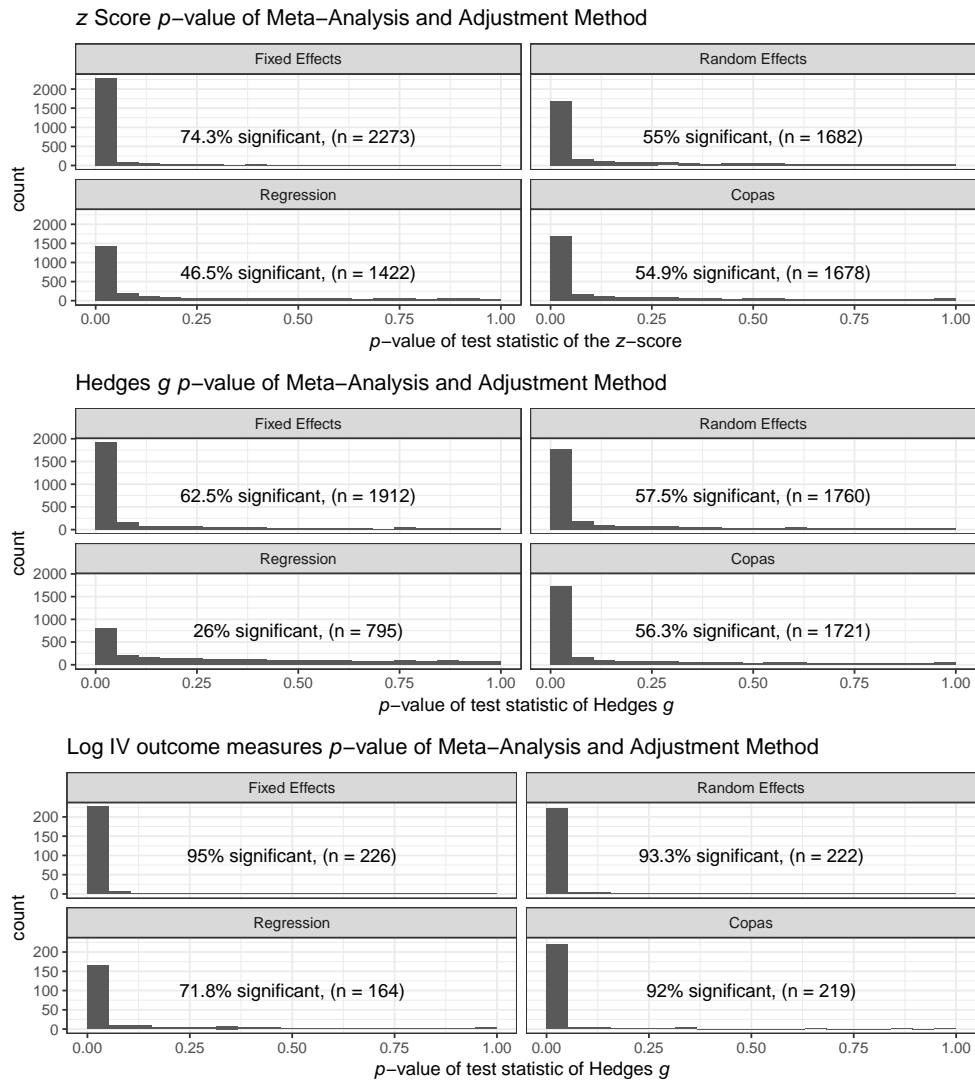 z Score p−value of Meta−Analysis and Adjustment Method
Fixed Effects
Random Effects
2000
1500
1000
500
0
74.3% significant, (n = 2273)
55% significant, (n = 1682)
count
Regression
Copas
2000
1500
1000
500
0
46.5% significant, (n = 1422)
54.9% significant, (n = 1678)
0.00 0.25 0.50 0.75 1.00 0.00 0.25 0.50 0.75 1.00
p−value of test statistic of the z−score
Hedges g p−value of Meta−Analysis and Adjustment Method
Fixed Effects
Random Effects
2000
1500
1000
500
0
62.5% significant, (n = 1912)
57.5% significant, (n = 1760)
count
Regression
Copas
2000
1500
1000
500
0
26% significant, (n = 795)
56.3% significant, (n = 1721)
0.00 0.25 0.50 0.75 1.00 0.00 0.25 0.50 0.75 1.00
p−value of test statistic of Hedges g
Log IV outcome measures p−value of Meta−Analysis and Adjustment Method
Fixed Effects
Random Effects
200
150
100
50
0
95% significant, (n = 226)
93.3% significant, (n = 222)
count
Regression
Copas
200
150
100
50
0
71.8% significant, (n = 164)
92% significant, (n = 219)
0.00 0.25 0.50 0.75 1.00 0.00 0.25 0.50 0.75 1.00
p−value of test statistic of Hedges g